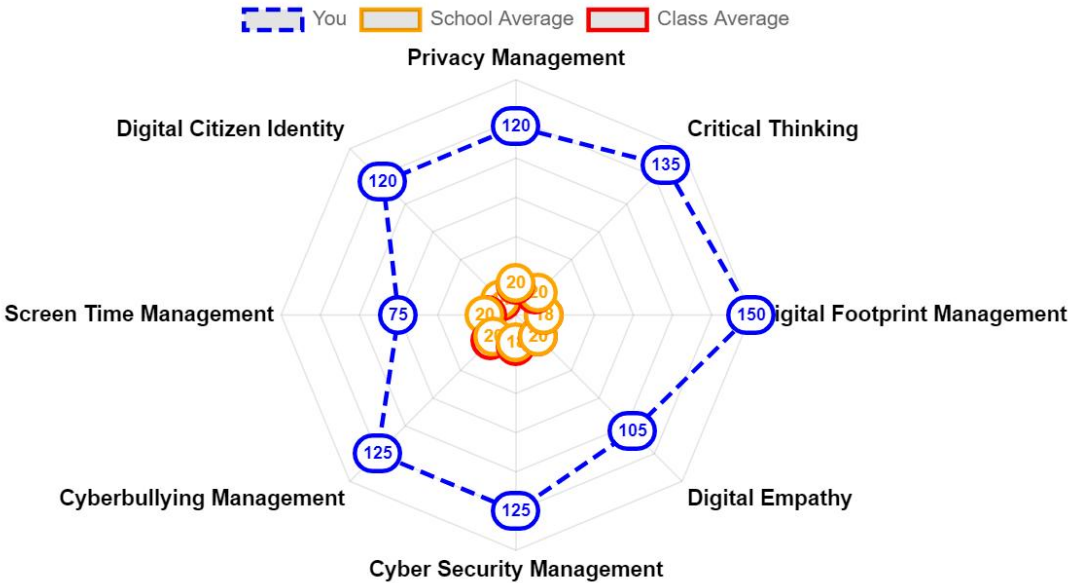 You School Average Class Average
Privacy Management
Digital Citizen Identity
Critical Thinking
120
120
135
20
20
Screen Time Management
75
20
18
150
igital Footprint Management
20
20
18
105
125
125
Cyberbullying Management
Digital Empathy
Cyber Security Management